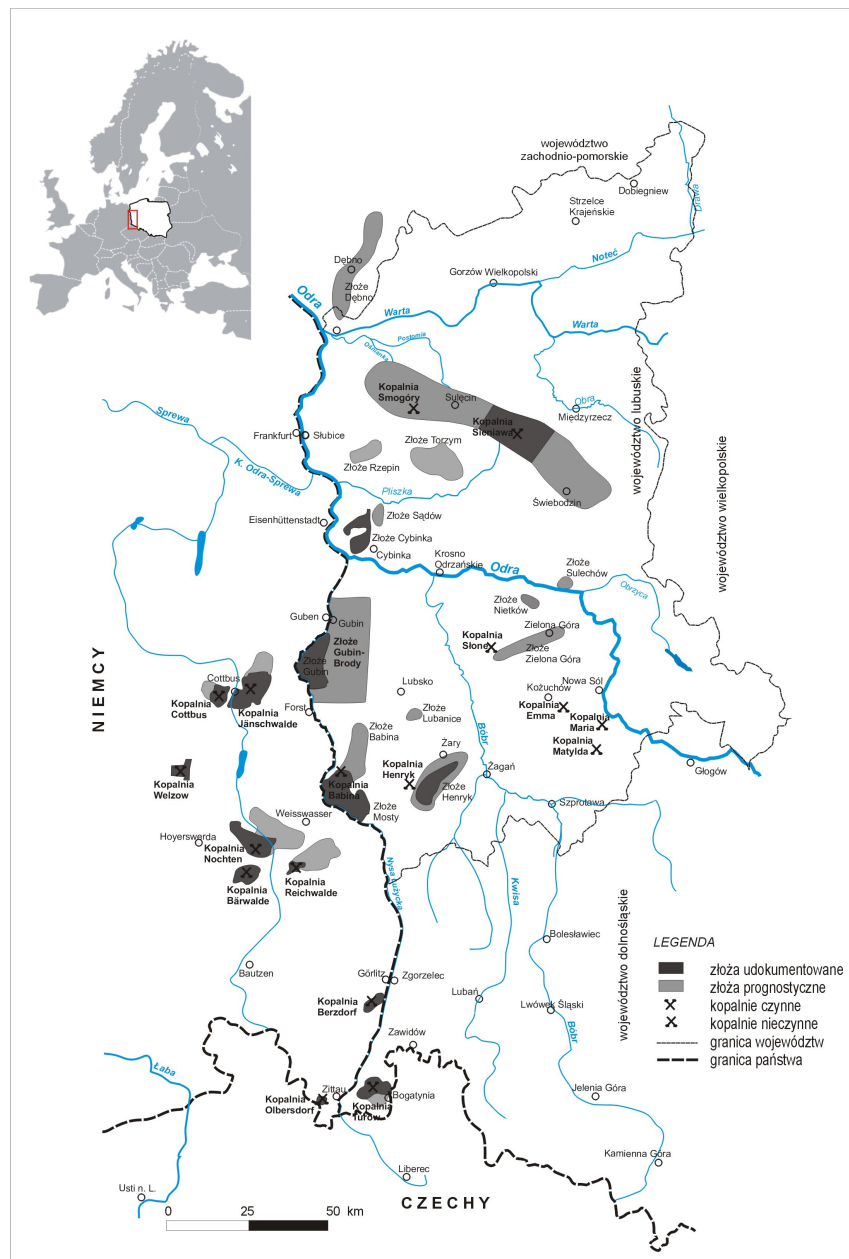 województwo
zachodnio-pomorskie
Dobiegniew
Drawa
Strzelce
Krajeńskie
Noteć
Dębno
Gorzów Wielkopolski
Złoże
Dębno
Odra
Warta
Warta
Postomia
Ośnianka
województwo lubuskie
Kopalnia
Smogóry
Sulęcin
Obra
Międzyrzecz
Sprewa
Kopalnia
Sieniawa
Frankfurt
Słubice
Złoże Torzym
województwo wielkopolskie
Złoże Rzepin
K. Odra-Sprewa
Pliszka
Świebodzin
Eisenhüttenstadt
Złoże Sądów
Złoże Cybinka
Cybinka
Krosno
Odrzańskie
Odra
Złoże
Sulechów
Obrzyca
Złoże
Nietków
Guben
Gubin
Zielona Góra
Złoże
Gubin-
Brody
Kopalnia
Słone
Złoże
Zielona Góra
Złoże
Gubin
NIEMCY
Cottbus
Lubsko
Kożuchów
Nowa Sól
Kopalnia
Cottbus
Kopalnia
Jänschwalde
Forst
Złoże
Lubanice
Kopalnia
Emma
Kopalnia
Maria
Złoże
Babina
Bóbr
Kopalnia
Matylda
Żary
Kopalnia
Henryk
Głogów
Żagań
Kopalnia
Welzow
Kopalnia
Babina
Złoże
Henryk
Złoże
Mosty
Szprotawa
Weisswasser
Hoyerswerda
Kopalnia
Nochten
Nysa Łużycka
Kopalnia
Reichwalde
Kopalnia
Bärwalde
Kwisa
województwo dolnośląskie
Bolesławiec
LEGENDA
Bautzen
złoża udokumentowane
Görlitz
Zgorzelec
złoża prognostyczne
Kopalnia
Berzdorf
Lubań
Lwówek Śląski
kopalnie czynne
kopalnie nieczynne
Zawidów
Bóbr
granica województw
granica państwa
Łaba
Zittau
Kopalnia
Olbersdorf
Kopalnia
Turów
Bogatynia
Jelenia Góra
Kamienna Góra
Liberec
Usti n. L.
CZECHY
0 25 50 km